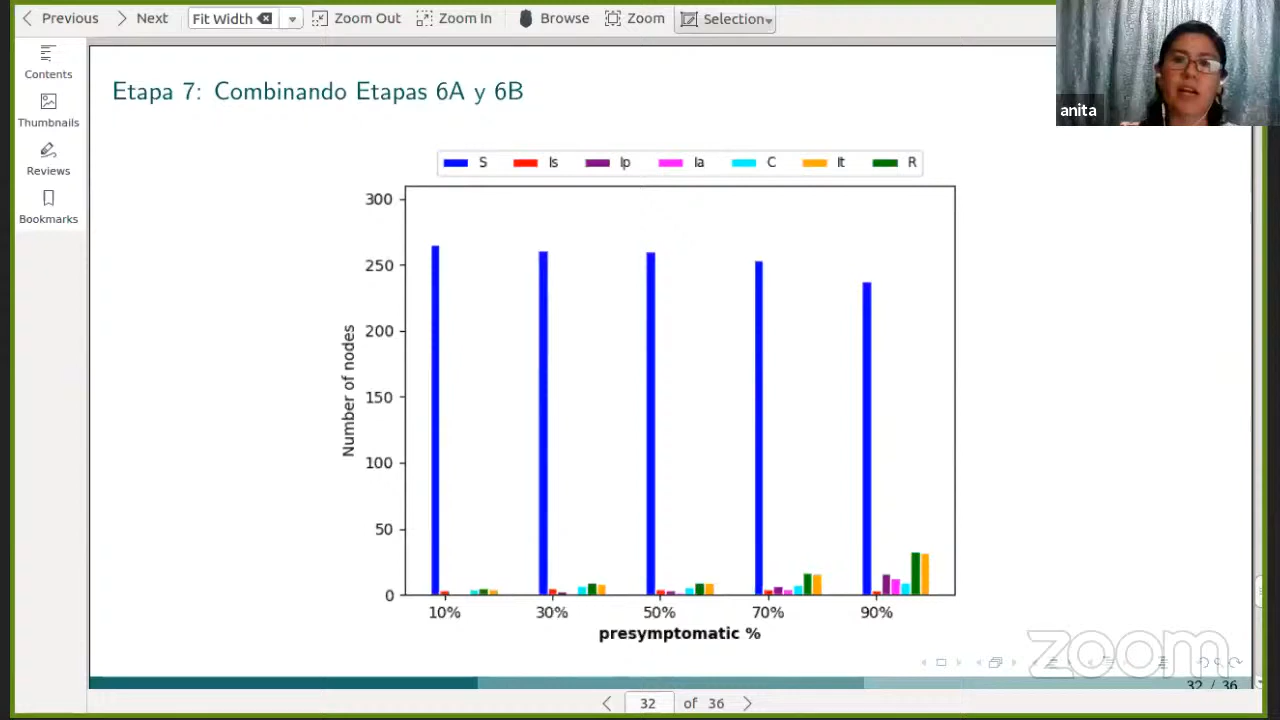 Previous Next Fit Width Zoom Out Zoom In Browse Zoom Selection
Contents
Thumbnails
Reviews
Bookmarks
anita
Etapa 7: Combinando Etapas 6A y 6B
S Is Ip Ia C It R
300
250
200
150
100
50
0
Number of nodes
10% 30% 50% 70% 90%
presymptomatic %
zoom
32 / 36
32 of 36